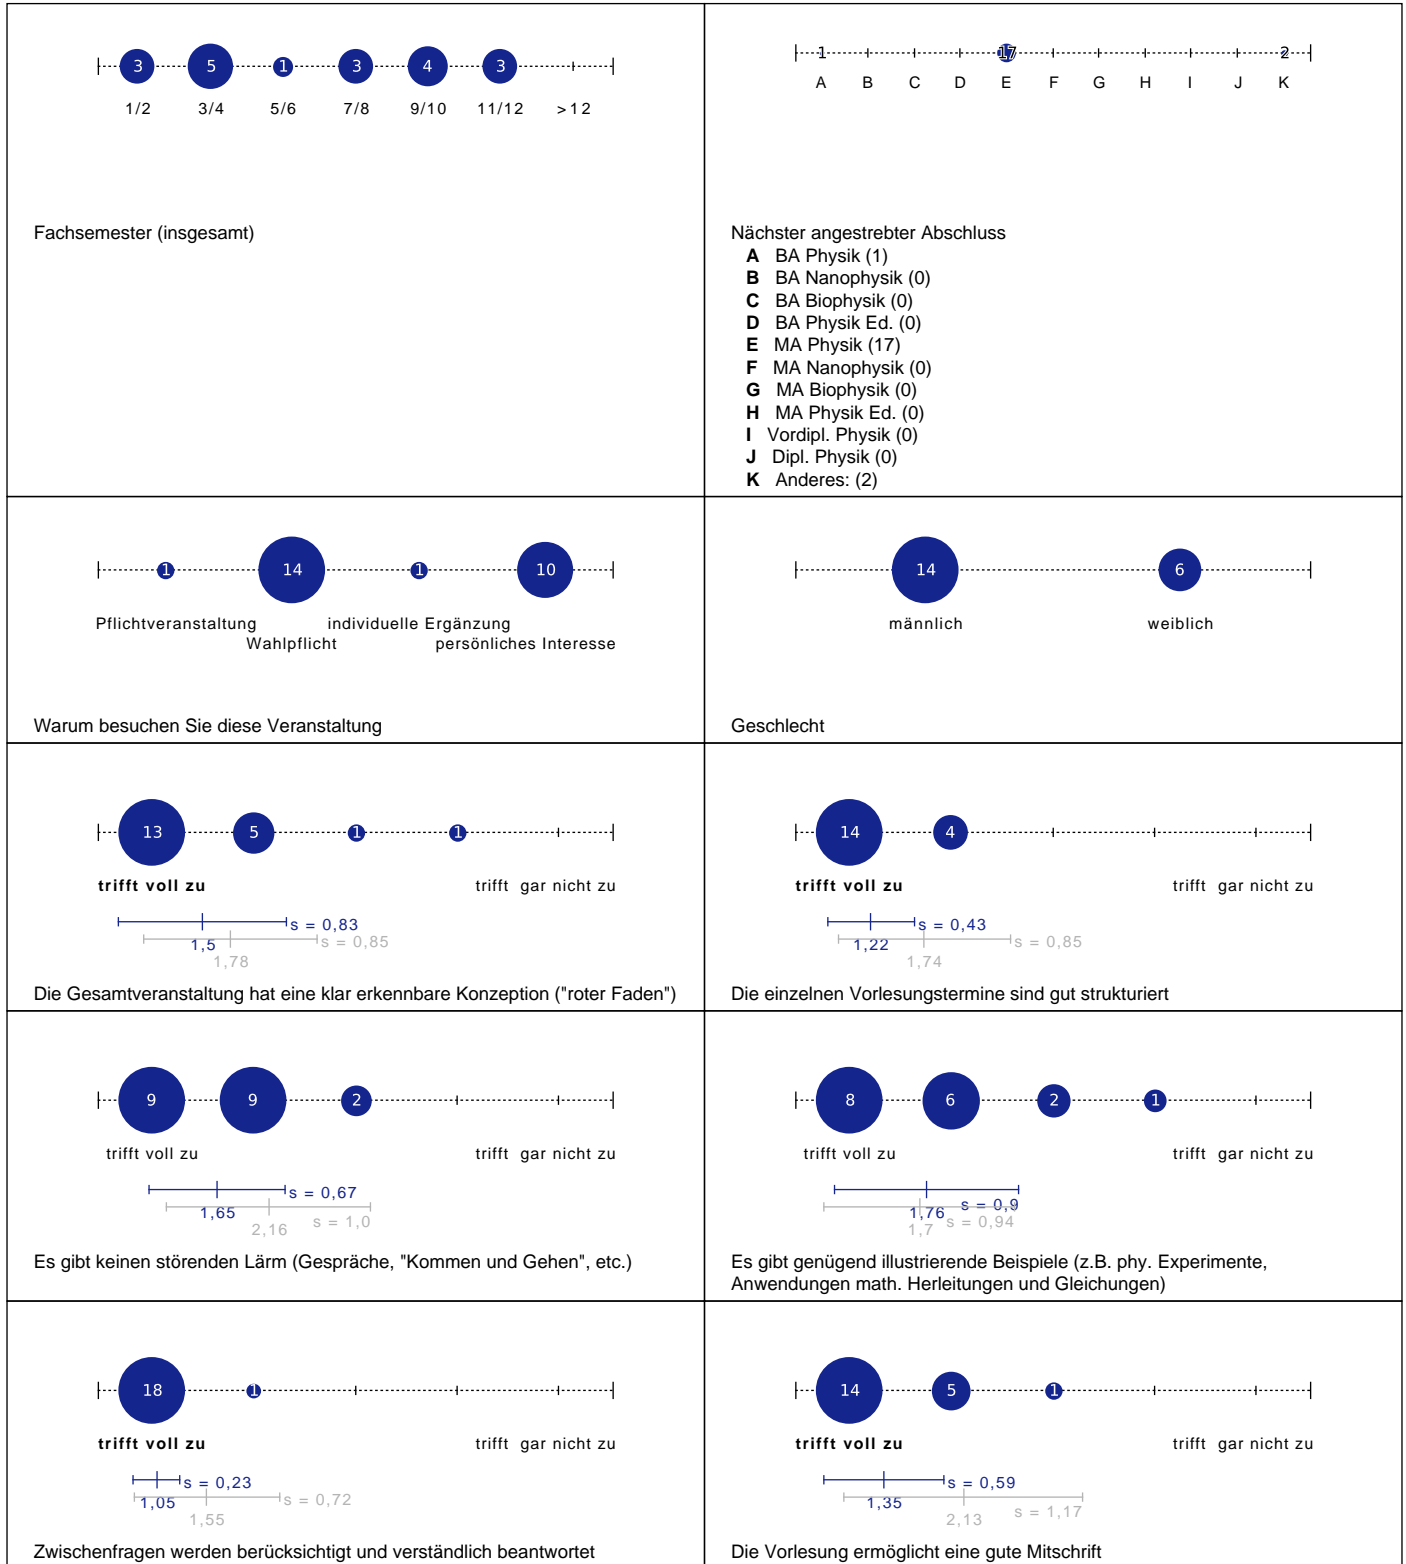 3 5 1 3 4 3
1/2 3/4 5/6 7/8 9/10 11/12 >12
Fachsemester (insgesamt)
1 17 2
A B C D E F G H I J K
Nächster angestrebter Abschluss
A BA Physik (1)
B BA Nanophysik (0)
C BA Biophysik (0)
D BA Physik Ed. (0)
E MA Physik (17)
F MA Nanophysik (0)
G MA Biophysik (0)
H MA Physik Ed. (0)
I Vordipl. Physik (0)
J Dipl. Physik (0)
K Anderes: (2)
1 14 1 10
Pflichtveranstaltung individuelle Ergänzung
Wahlpflicht persönliches Interesse
Warum besuchen Sie diese Veranstaltung
14 6
männlich weiblich
Geschlecht
13 5 1 1
trifft voll zu trifft gar nicht zu
s = 0,83
1,5 s = 0,85
1,78
Die Gesamtveranstaltung hat eine klar erkennbare Konzeption ("roter Faden")
14 4
trifft voll zu trifft gar nicht zu
s = 0,43
1,22 s = 0,85
1,74
Die einzelnen Vorlesungstermine sind gut strukturiert
9 9 2
trifft voll zu trifft gar nicht zu
s = 0,67
1,65 s = 1,0
2,16
Es gibt keinen störenden Lärm (Gespräche, "Kommen und Gehen", etc.)
8 6 2 1
trifft voll zu trifft gar nicht zu
s = 0,9
1,76 s = 0,94
1,7
Es gibt genügend illustrierende Beispiele (z.B. phy. Experimente,
Anwendungen math. Herleitungen und Gleichungen)
18 1
trifft voll zu trifft gar nicht zu
s = 0,23
1,05 s = 0,72
1,55
Zwischenfragen werden berücksichtigt und verständlich beantwortet
14 5 1
trifft voll zu trifft gar nicht zu
s = 0,59
1,35 s = 1,17
2,13
Die Vorlesung ermöglicht eine gute Mitschrift